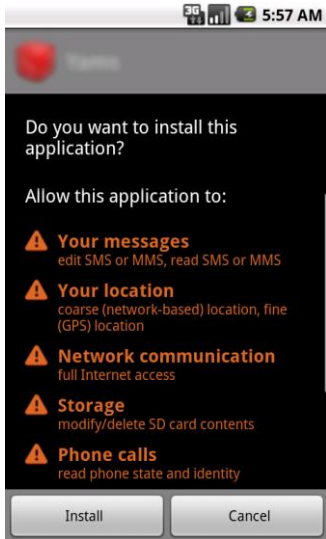 3G 5:57 AM
Do you want to install this
application?
Allow this application to:
Your messages
edit SMS or MMS, read SMS or MMS
Your location
coarse (network-based) location, fine
(GPS) location
Network communication
full Internet access
Storage
modify/delete SD card contents
Phone calls
read phone state and identity
Install Cancel